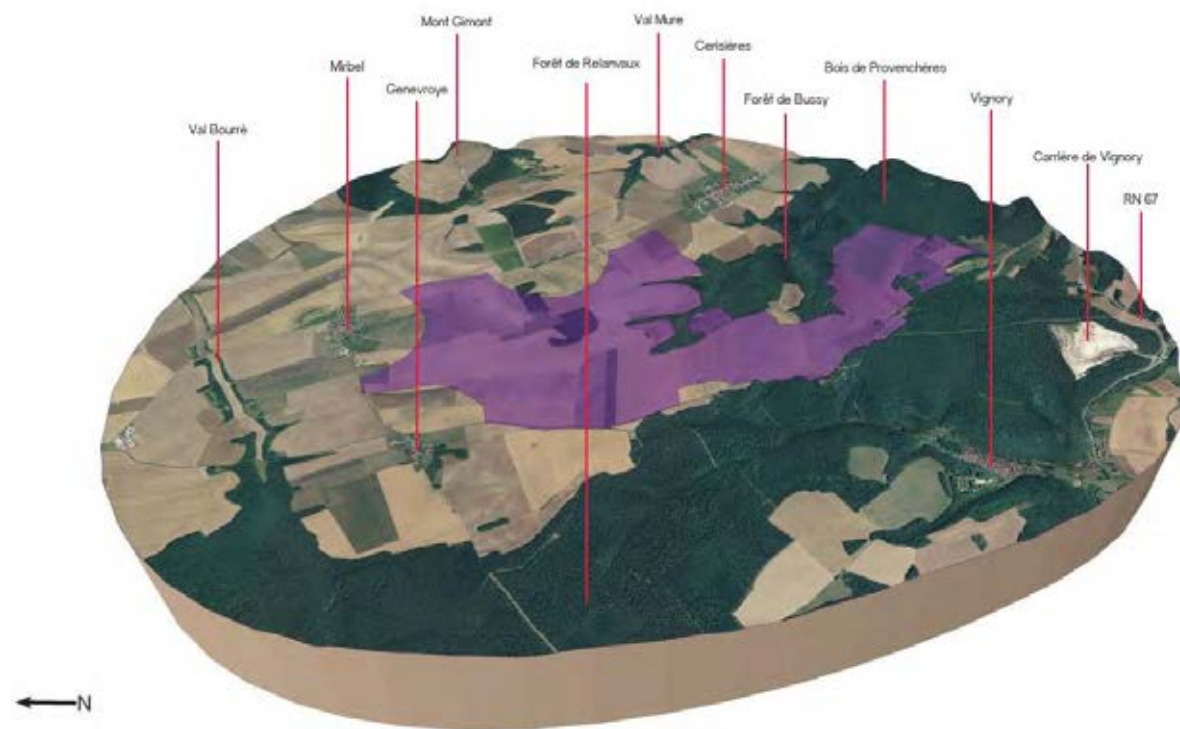 Mont Gimont
Val Mure
Cerisières
Mirbel
Forêt de Relanvaux
Bois de Provenchères
Genevroye
Forêt de Bussy
Vignory
Val Bourré
Carrière de Vignory
RN 67
N